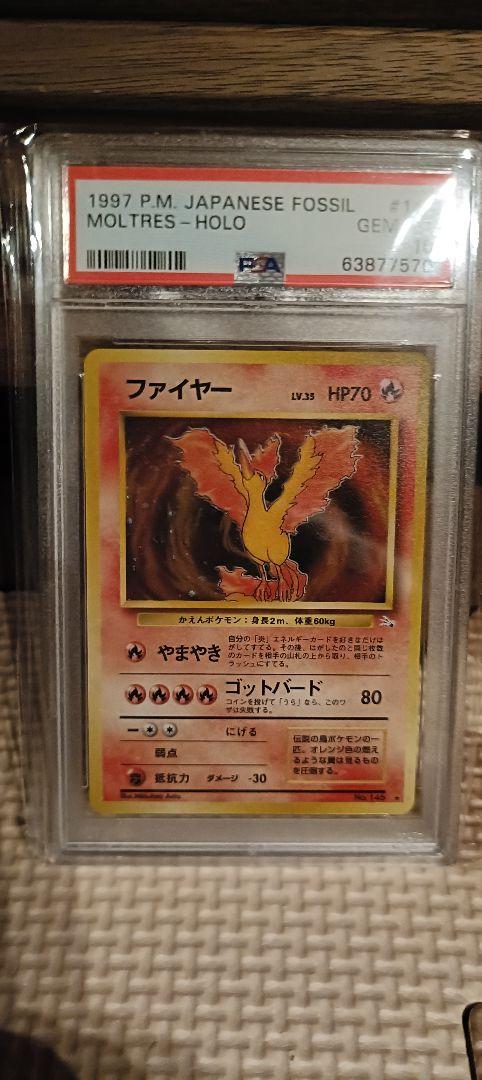 1997 P.M. JAPANESE FOSSIL #1
MOLTRES - HOLO GEM
10
PSA 63877570
ファイヤー LV.35 HP70
かえんポケモン：身長2m、体重60kg
やまやき
自分の「炎」エネルギーカードを好きなだけは
がしてすてる。その後、はがしたのと同じ枚数
のカードを相手の山札の上から取り、相手のト
ラッシュにすてる。
ゴットバード 80
コインを投げて「うら」なら、このワ
ザは失敗する。
にげる
弱点
抵抗力 ダメージ -30
伝説の鳥ポケモンの一
匹。オレンジ色の燃え
るような翼は見るもの
を圧倒する。
No.146